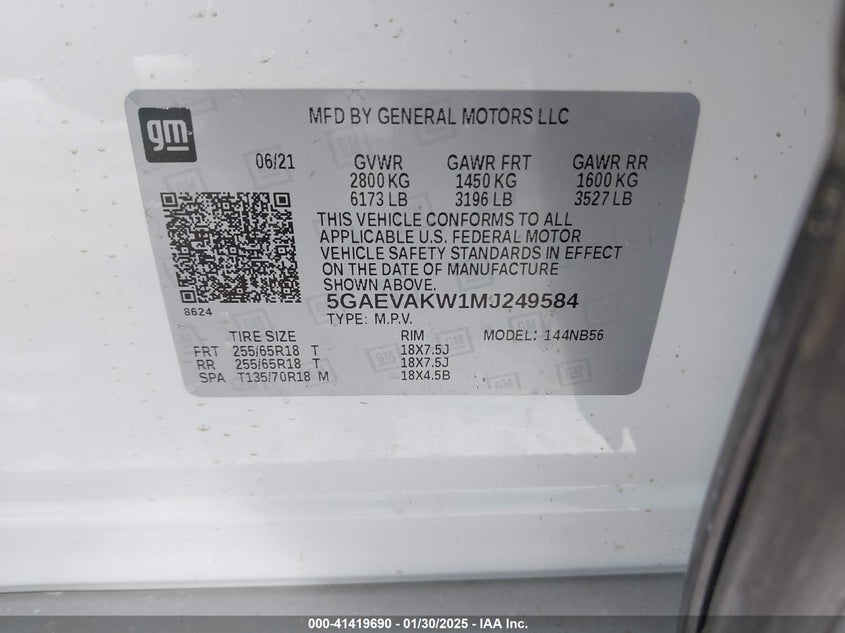 gm
MFD BY GENERAL MOTORS LLC
06/21 GVWR GAWR FRT GAWR RR
2800 KG 1450 KG 1600 KG
6173 LB 3196 LB 3527 LB
THIS VEHICLE CONFORMS TO ALL
APPLICABLE U.S. FEDERAL MOTOR
VEHICLE SAFETY STANDARDS IN EFFECT
ON THE DATE OF MANUFACTURE
SHOWN ABOVE.
5GAEVAKW1MJ249584
8624
TYPE: M.P.V.
TIRE SIZE RIM MODEL: 144NB56
FRT 255/65R18 T 18X7.5J
RR 255/65R18 T 18X7.5J
SPA T135/70R18 M 18X4.5B
000-41419690 - 01/30/2025 - IAA Inc.